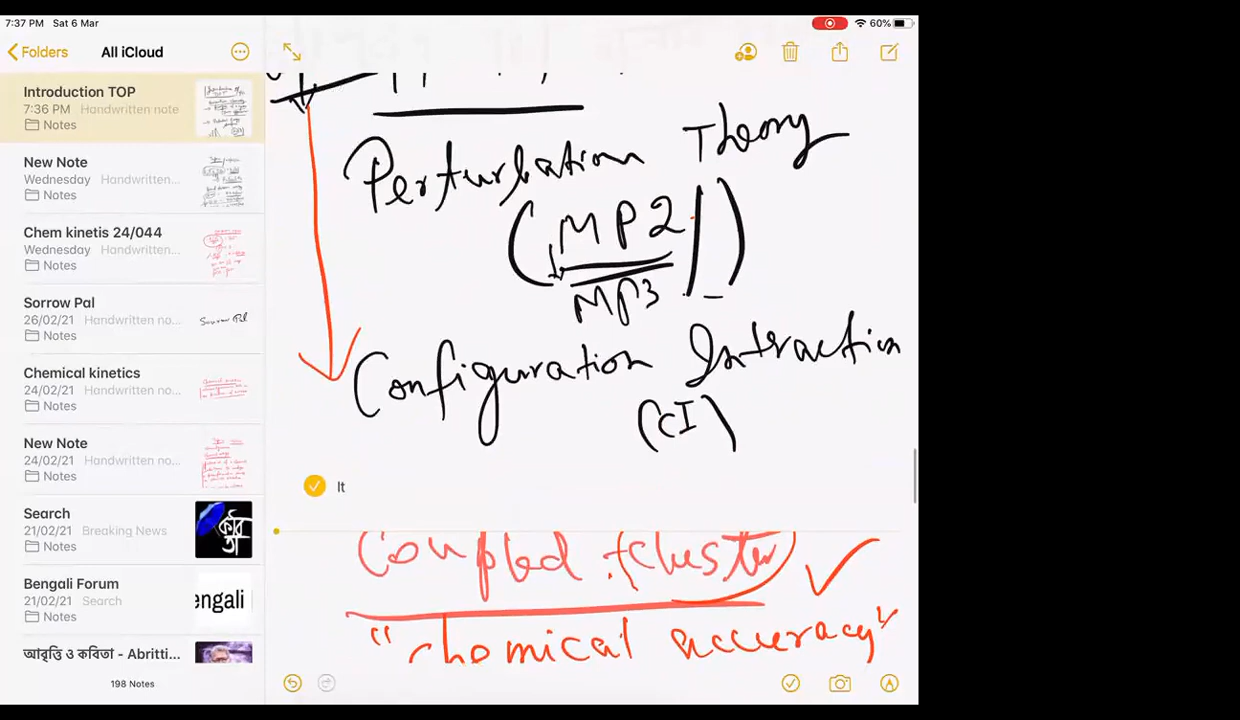 7:37 PM Sat 6 Mar
60%
Folders
All iCloud
Introduction TOP
7:36 PM Handwritten note
Notes
New Note
Wednesday Handwritten...
Notes
Chem kinetis 24/044
Wednesday Handwritten...
Notes
Sorrow Pal
26/02/21 Handwritten no...
Notes
Chemical kinetics
24/02/21 Handwritten no...
Notes
New Note
24/02/21 Handwritten no...
Notes
Search
21/02/21 Breaking News
Notes
Bengali Forum
21/02/21 Search
Notes
engali
আবৃত্তি ও কবিতা - Abritti...
198 Notes
Perturbation Theory
(MP2/)
MP3
Configuration Interaction
(CI)
It
Coupled (Cluster)
"chemical accuracy"